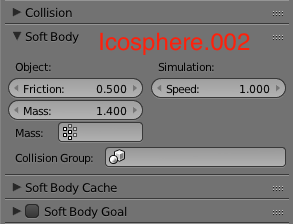 Collision
Soft Body
Icosphere.002
Object:
Simulation:
Friction: 0.500
Speed: 1.000
Mass: 1.400
Mass:
Collision Group:
Soft Body Cache
Soft Body Goal